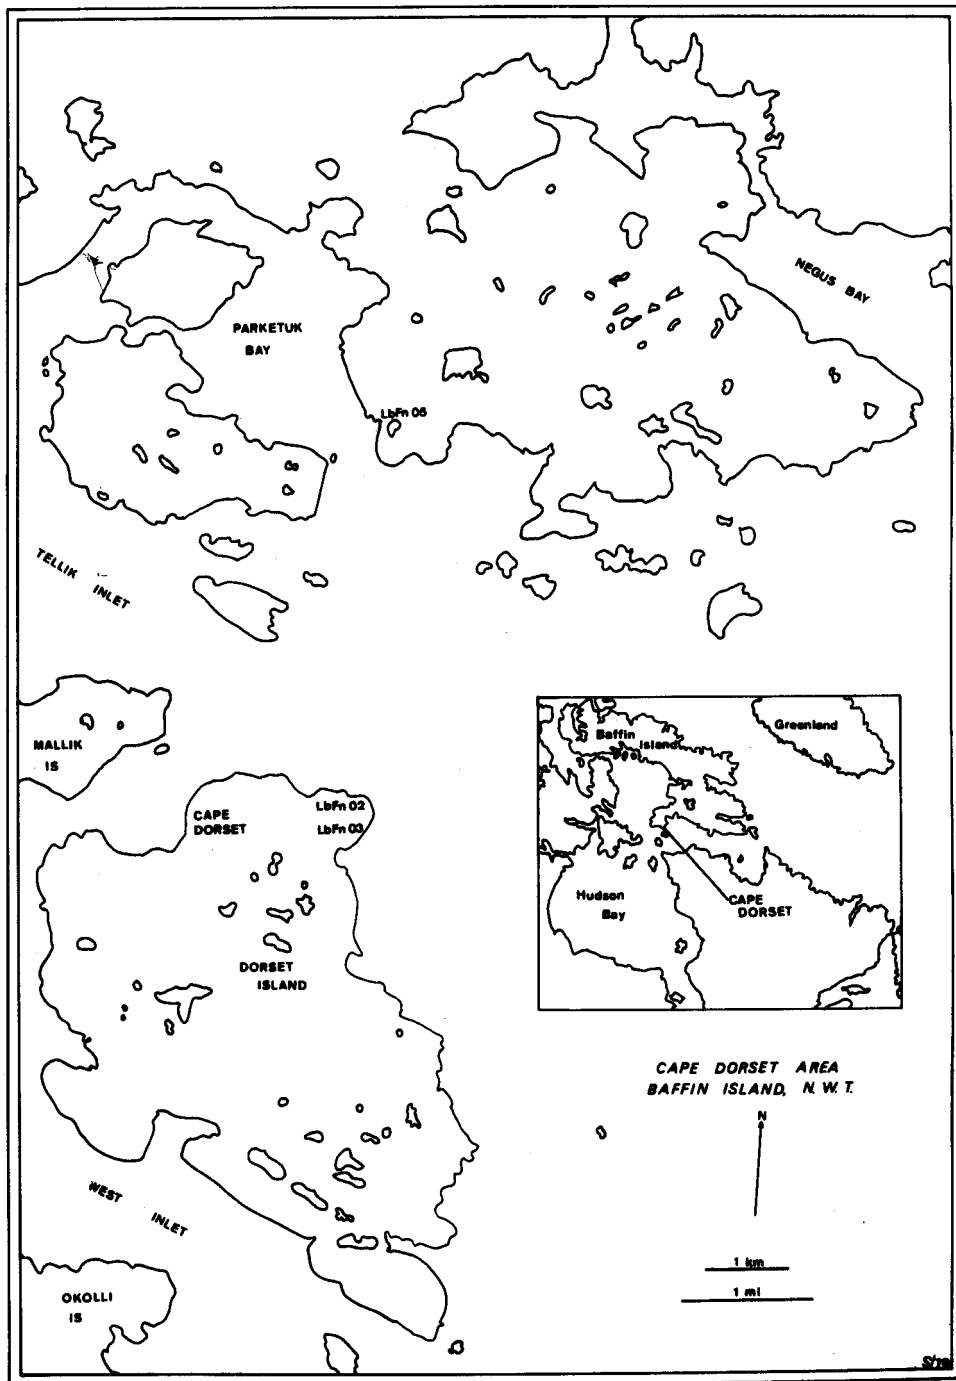 NEGUS BAY
PARKETUK
BAY
LbFn 05
TELLIK INLET
MALLIK
IS
CAPE
DORSET
LbFn 02
LbFn 03
DORSET
ISLAND
WEST INLET
OKOLLI
IS
Baffin
Island
Greenland
Hudson
Bay
CAPE
DORSET
CAPE DORSET AREA
BAFFIN ISLAND, N.W.T.
N
1 km
1 mi